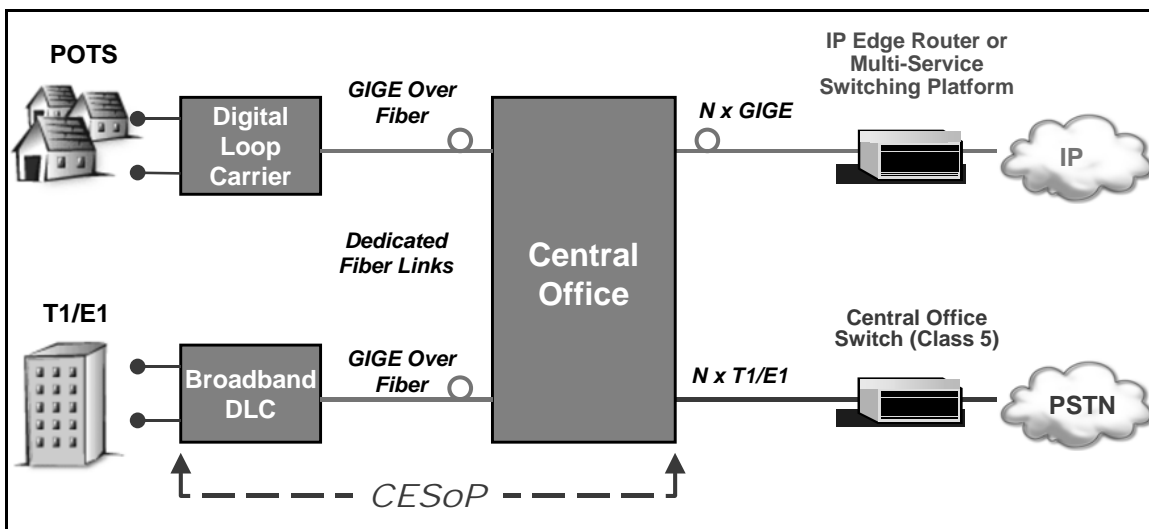 POTS
Digital
Loop
Carrier
GIGE Over
Fiber
N x GIGE
IP Edge Router or
Multi-Service
Switching Platform
IP
Dedicated
Fiber Links
Central
Office
T1/E1
Broadband
DLC
GIGE Over
Fiber
N x T1/E1
Central Office
Switch (Class 5)
PSTN
CESoP